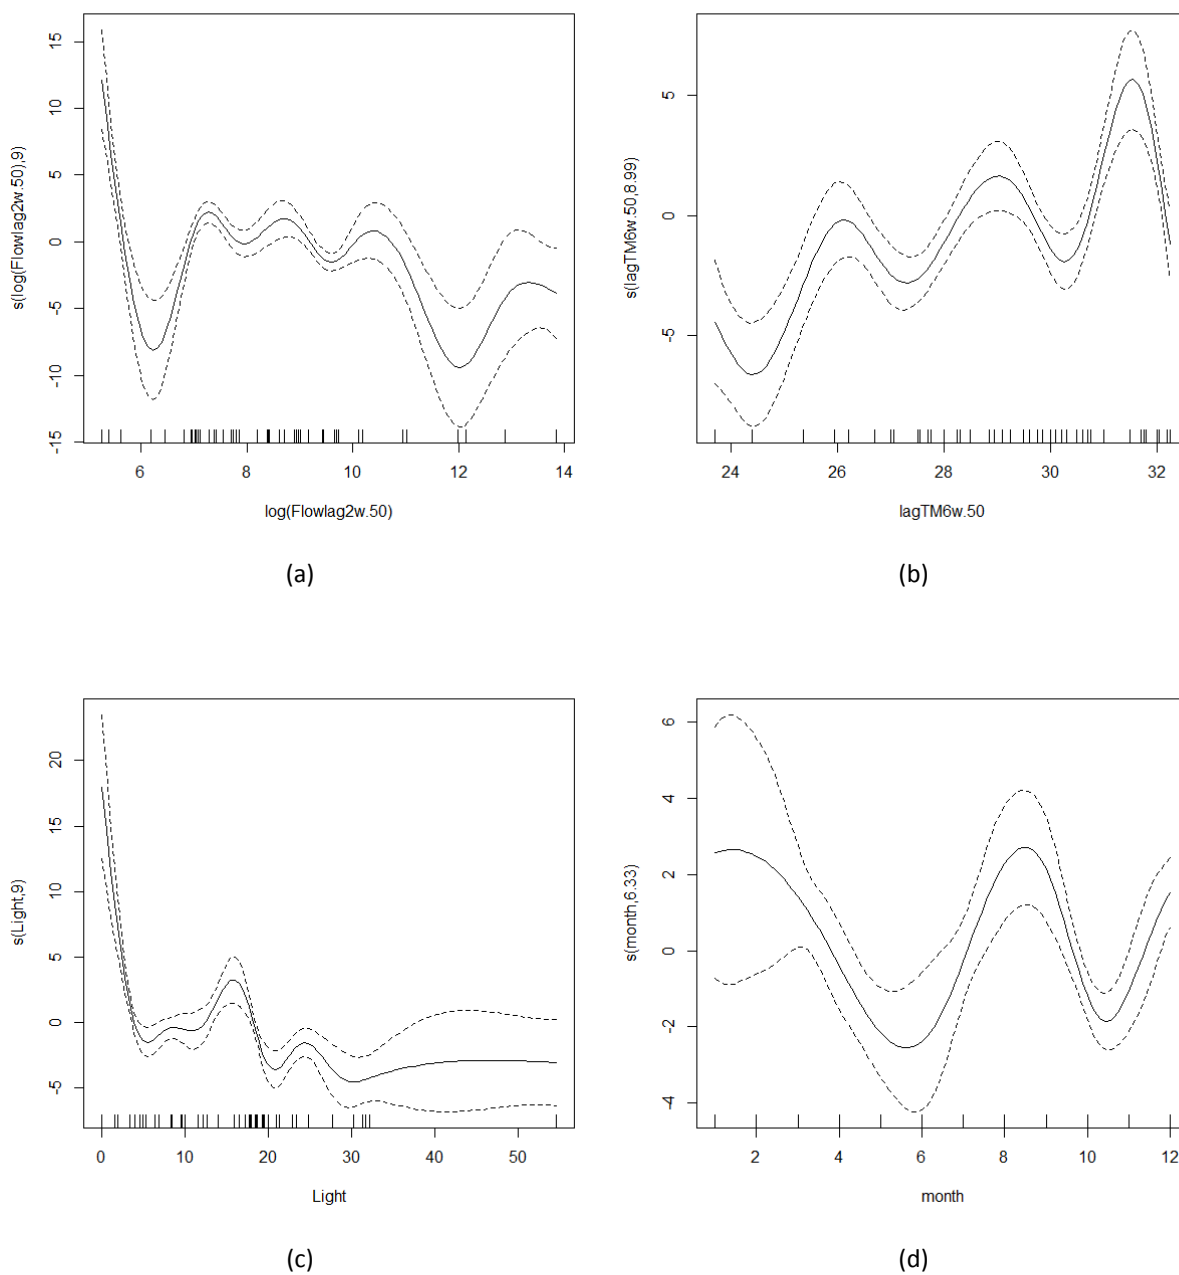 15
10
5
0
-5
-10
-15
s(log(Flowlag2w.50),9)
6 8 10 12 14
log(Flowlag2w.50)
(a)
5
0
-5
s(lagTM6w.50,8.99)
24 26 28 30 32
lagTM6w.50
(b)
20
15
10
5
0
-5
s(Light,9)
0 10 20 30 40 50
Light
(c)
6
4
2
0
-2
-4
s(month,6.33)
2 4 6 8 10 12
month
(d)